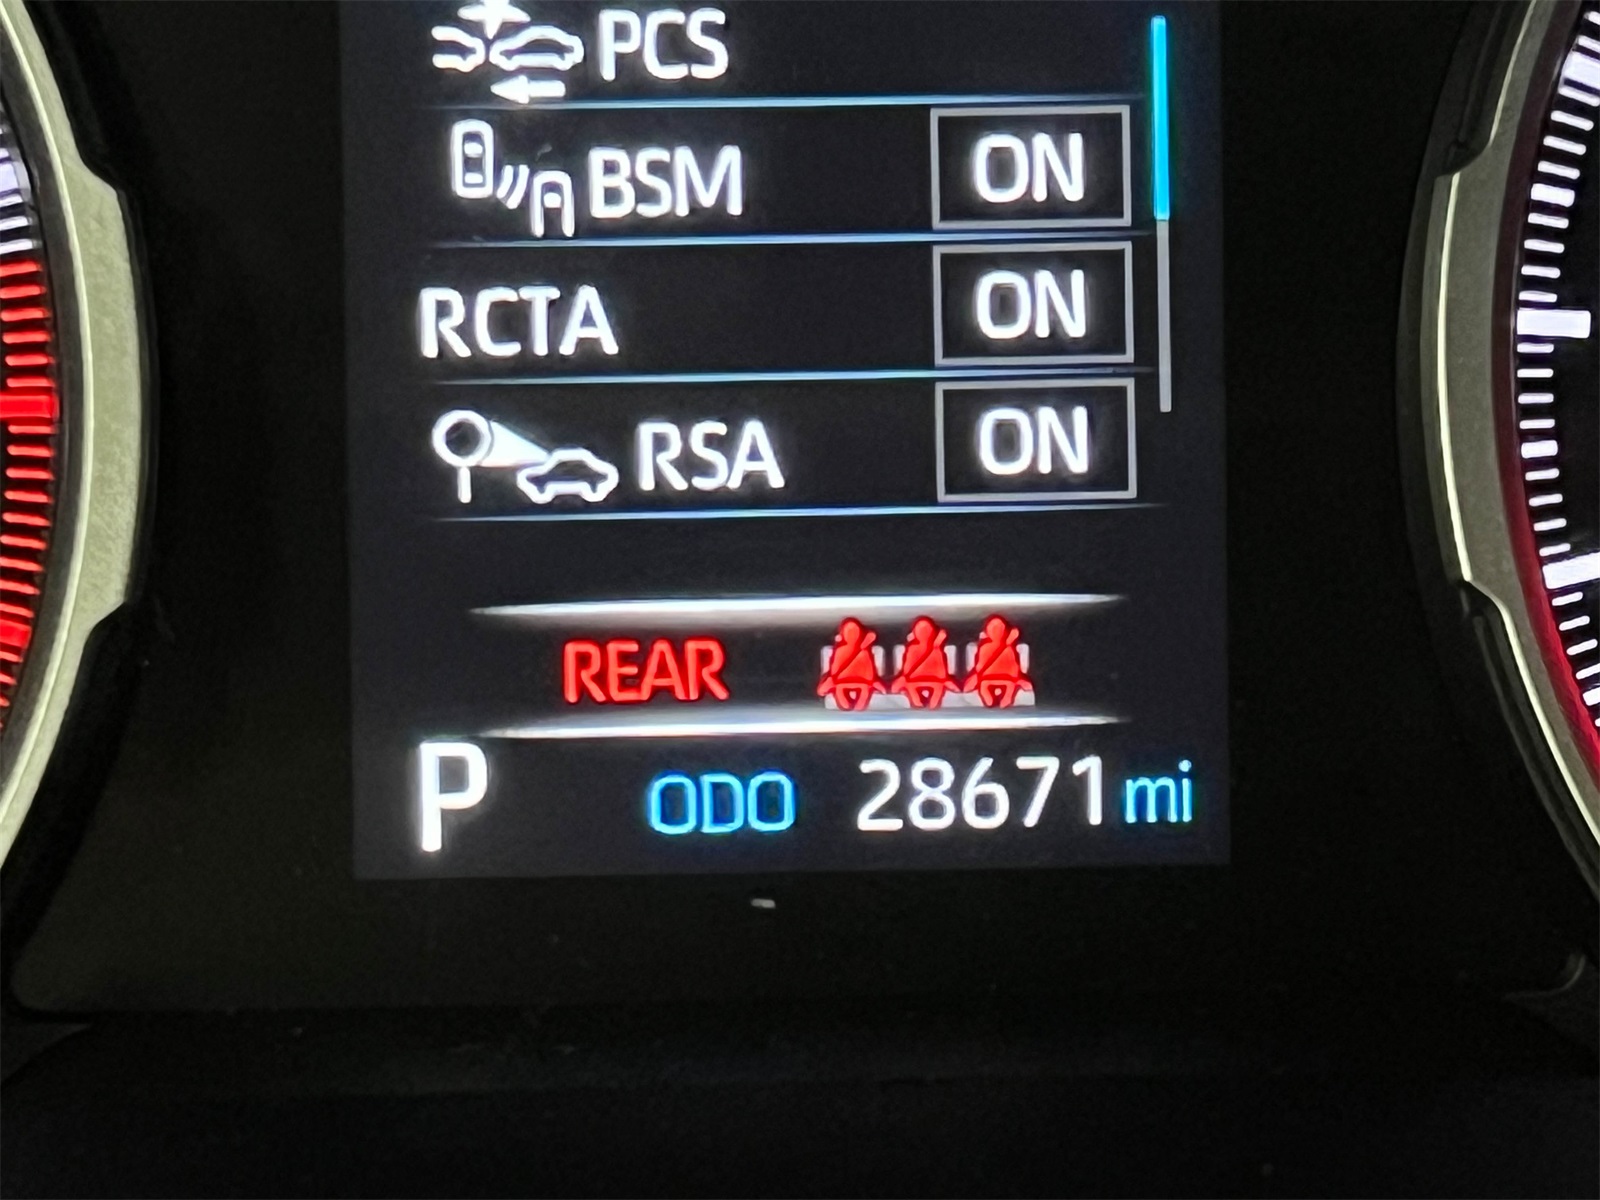 PCS
BSM ON
RCTA ON
RSA ON
REAR
P ODO 28671 mi